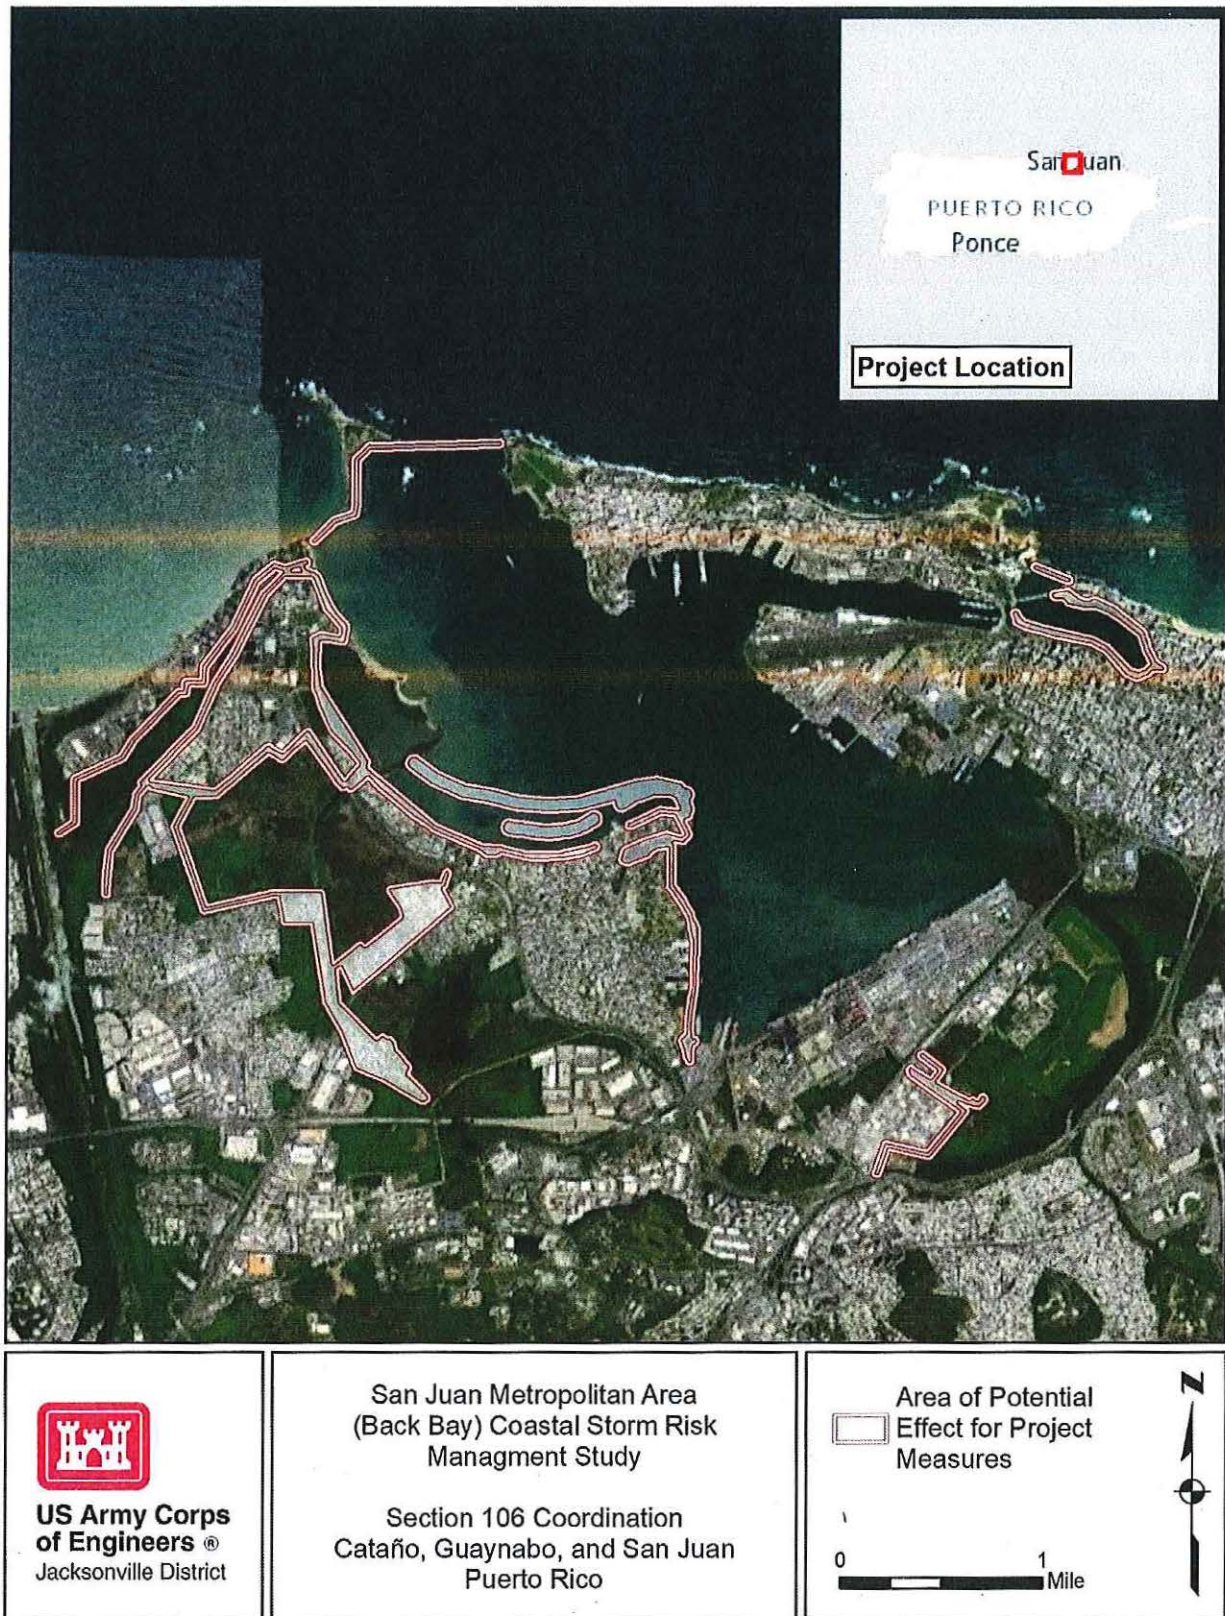 San Juan
PUERTO RICO
Ponce
Project Location
US Army Corps
of Engineers ®
Jacksonville District
San Juan Metropolitan Area
(Back Bay) Coastal Storm Risk
Managment Study
Section 106 Coordination
Cataño, Guaynabo, and San Juan
Puerto Rico
Area of Potential
Effect for Project
Measures
N
0 1
Mile